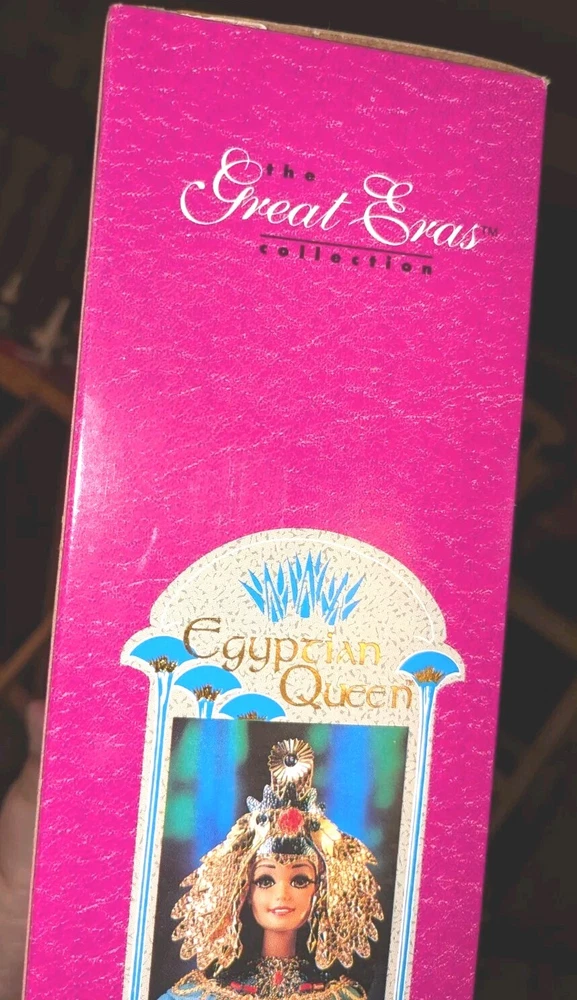 the
Great Eras™
collection
Egyptian
Queen